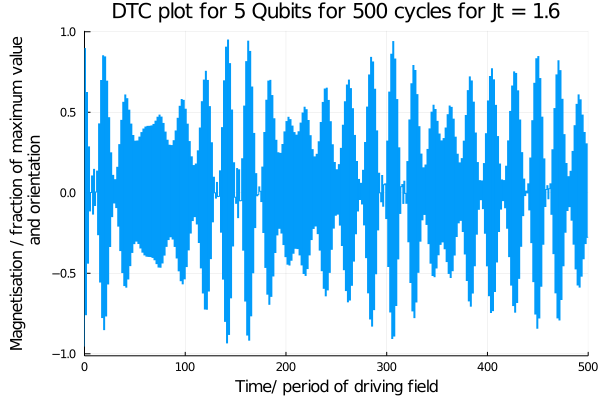 DTC plot for 5 Qubits for 500 cycles for Jt = 1.6
Magnetisation / fraction of maximum value
and orientation
1.0
0.5
0.0
−0.5
−1.0
0
100
200
300
400
500
Time/ period of driving field